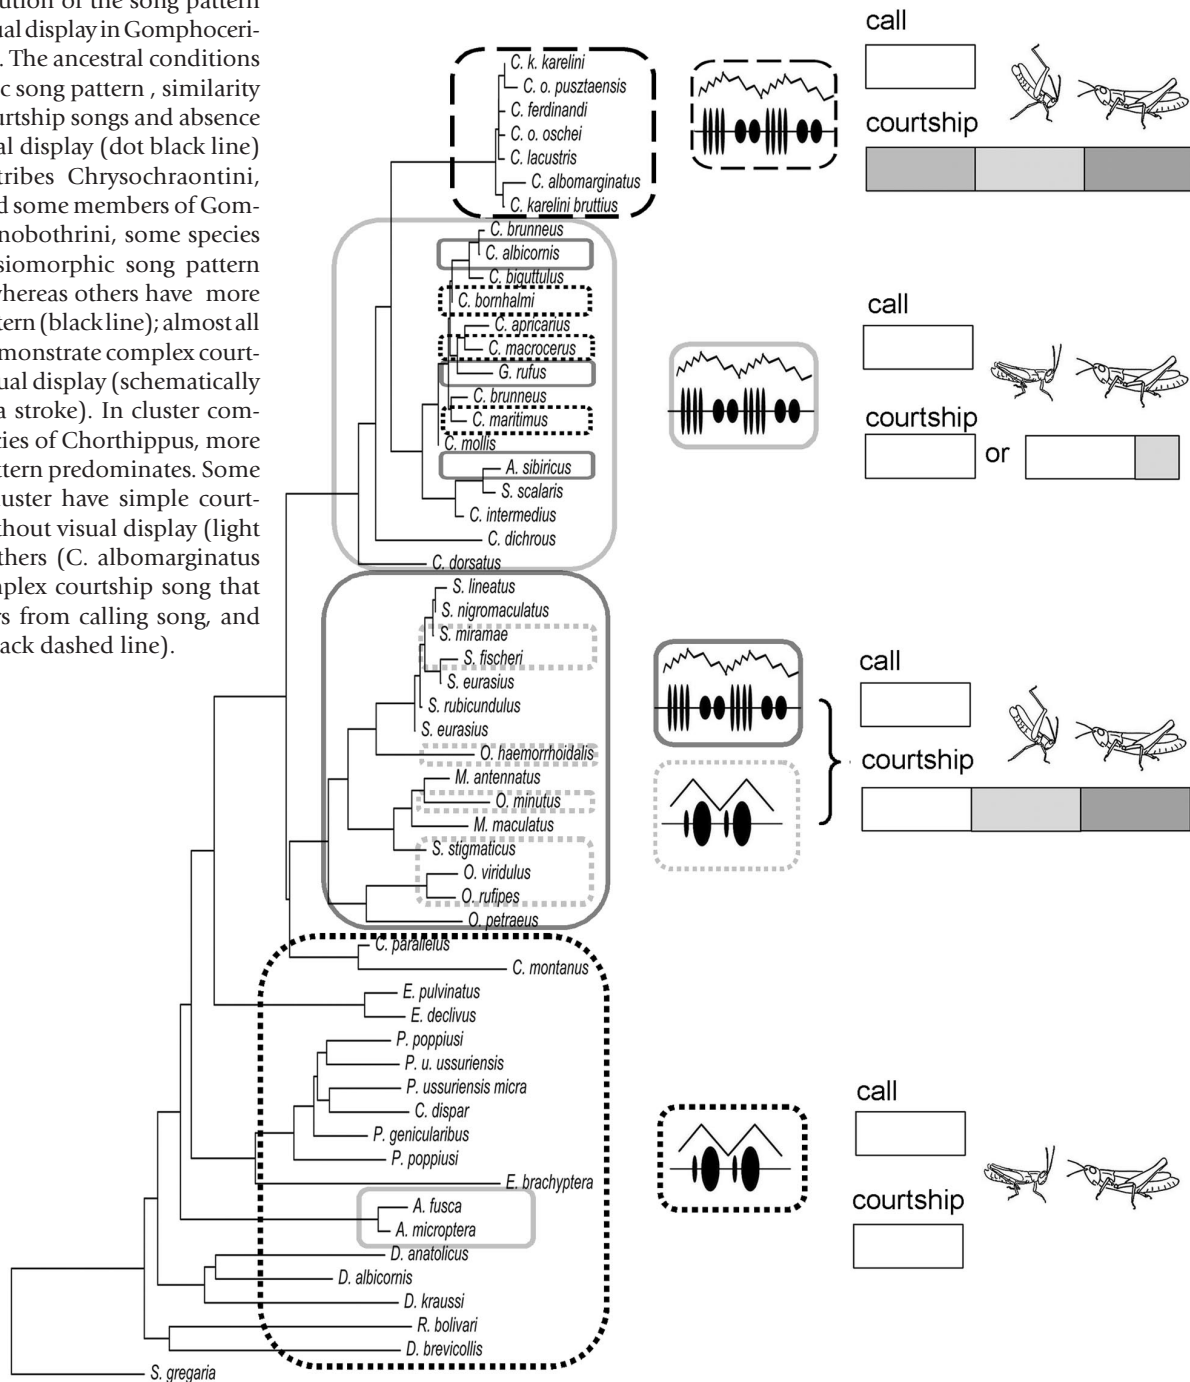 ution of the song pattern
ual display in Gomphoceri-
. The ancestral conditions
ic song pattern , similarity
urtship songs and absence
al display (dot black line)
tribes Chrysochraontini,
d some members of Gom-
nobothrini, some species
siomorphic song pattern
whereas others have more
tern (black line); almost all
monstrate complex court-
ual display (schematically
a stroke). In cluster com-
cies of Chorthippus, more
ttern predominates. Some
luster have simple court-
ithout visual display (light
thers (C. albomarginatus
mplex courtship song that
rs from calling song, and
lack dashed line).
C. k. karelini
C. o. pusztaensis
C. ferdinandi
C. o. oschei
C. lacustris
C. albomarginatus
C. karelini bruttius
C. brunneus
C. albicornis
C. biguttulus
C. bornhalmi
C. apricarius
C. macrocerus
G. rufus
C. brunneus
C. maritimus
C. mollis
A. sibiricus
S. scalaris
C. intermedius
C. dichrous
C. dorsatus
S. lineatus
S. nigromaculatus
S. miramae
S. fischeri
S. eurasius
S. rubicundulus
S. eurasius
O. haemorrhoidalis
M. antennatus
O. minutus
M. maculatus
S. stigmaticus
O. viridulus
O. rufipes
O. petraeus
C. parallelus
C. montanus
E. pulvinatus
E. declivus
P. poppiusi
P. u. ussuriensis
P. ussuriensis micra
C. dispar
P. genicularibus
P. poppiusi
E. brachyptera
A. fusca
A. microptera
D. anatolicus
D. albicornis
D. kraussi
R. bolivari
D. brevicollis
S. gregaria
call
courtship
call
courtship
or
call
courtship
call
courtship